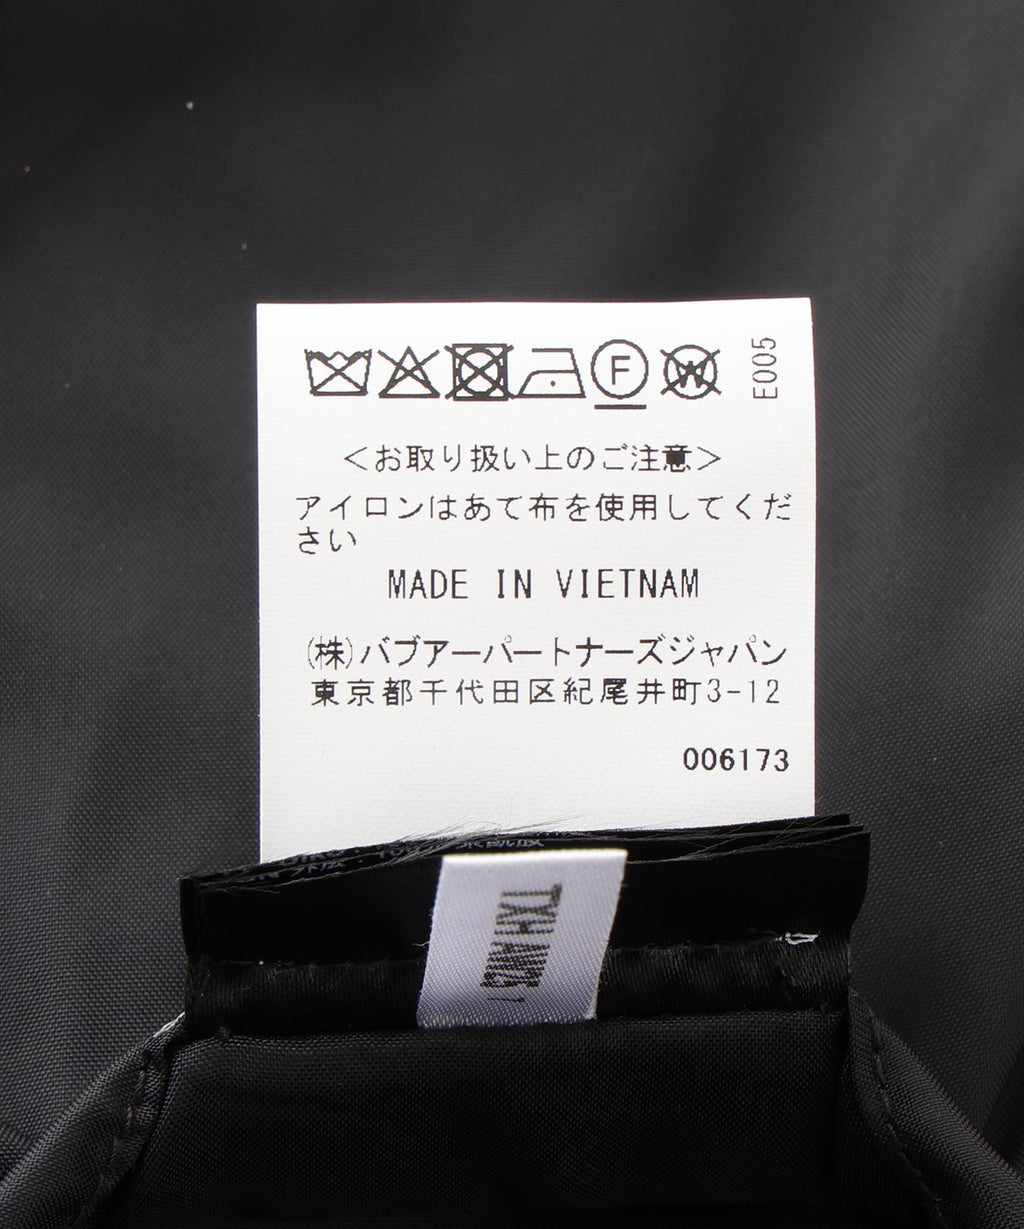 F W E005
<お取り扱い上のご注意>
アイロンはあて布を使用してくだ
さい
MADE IN VIETNAM
(株)バブアーパートナーズジャパン
東京都千代田区紀尾井町3-12
006173